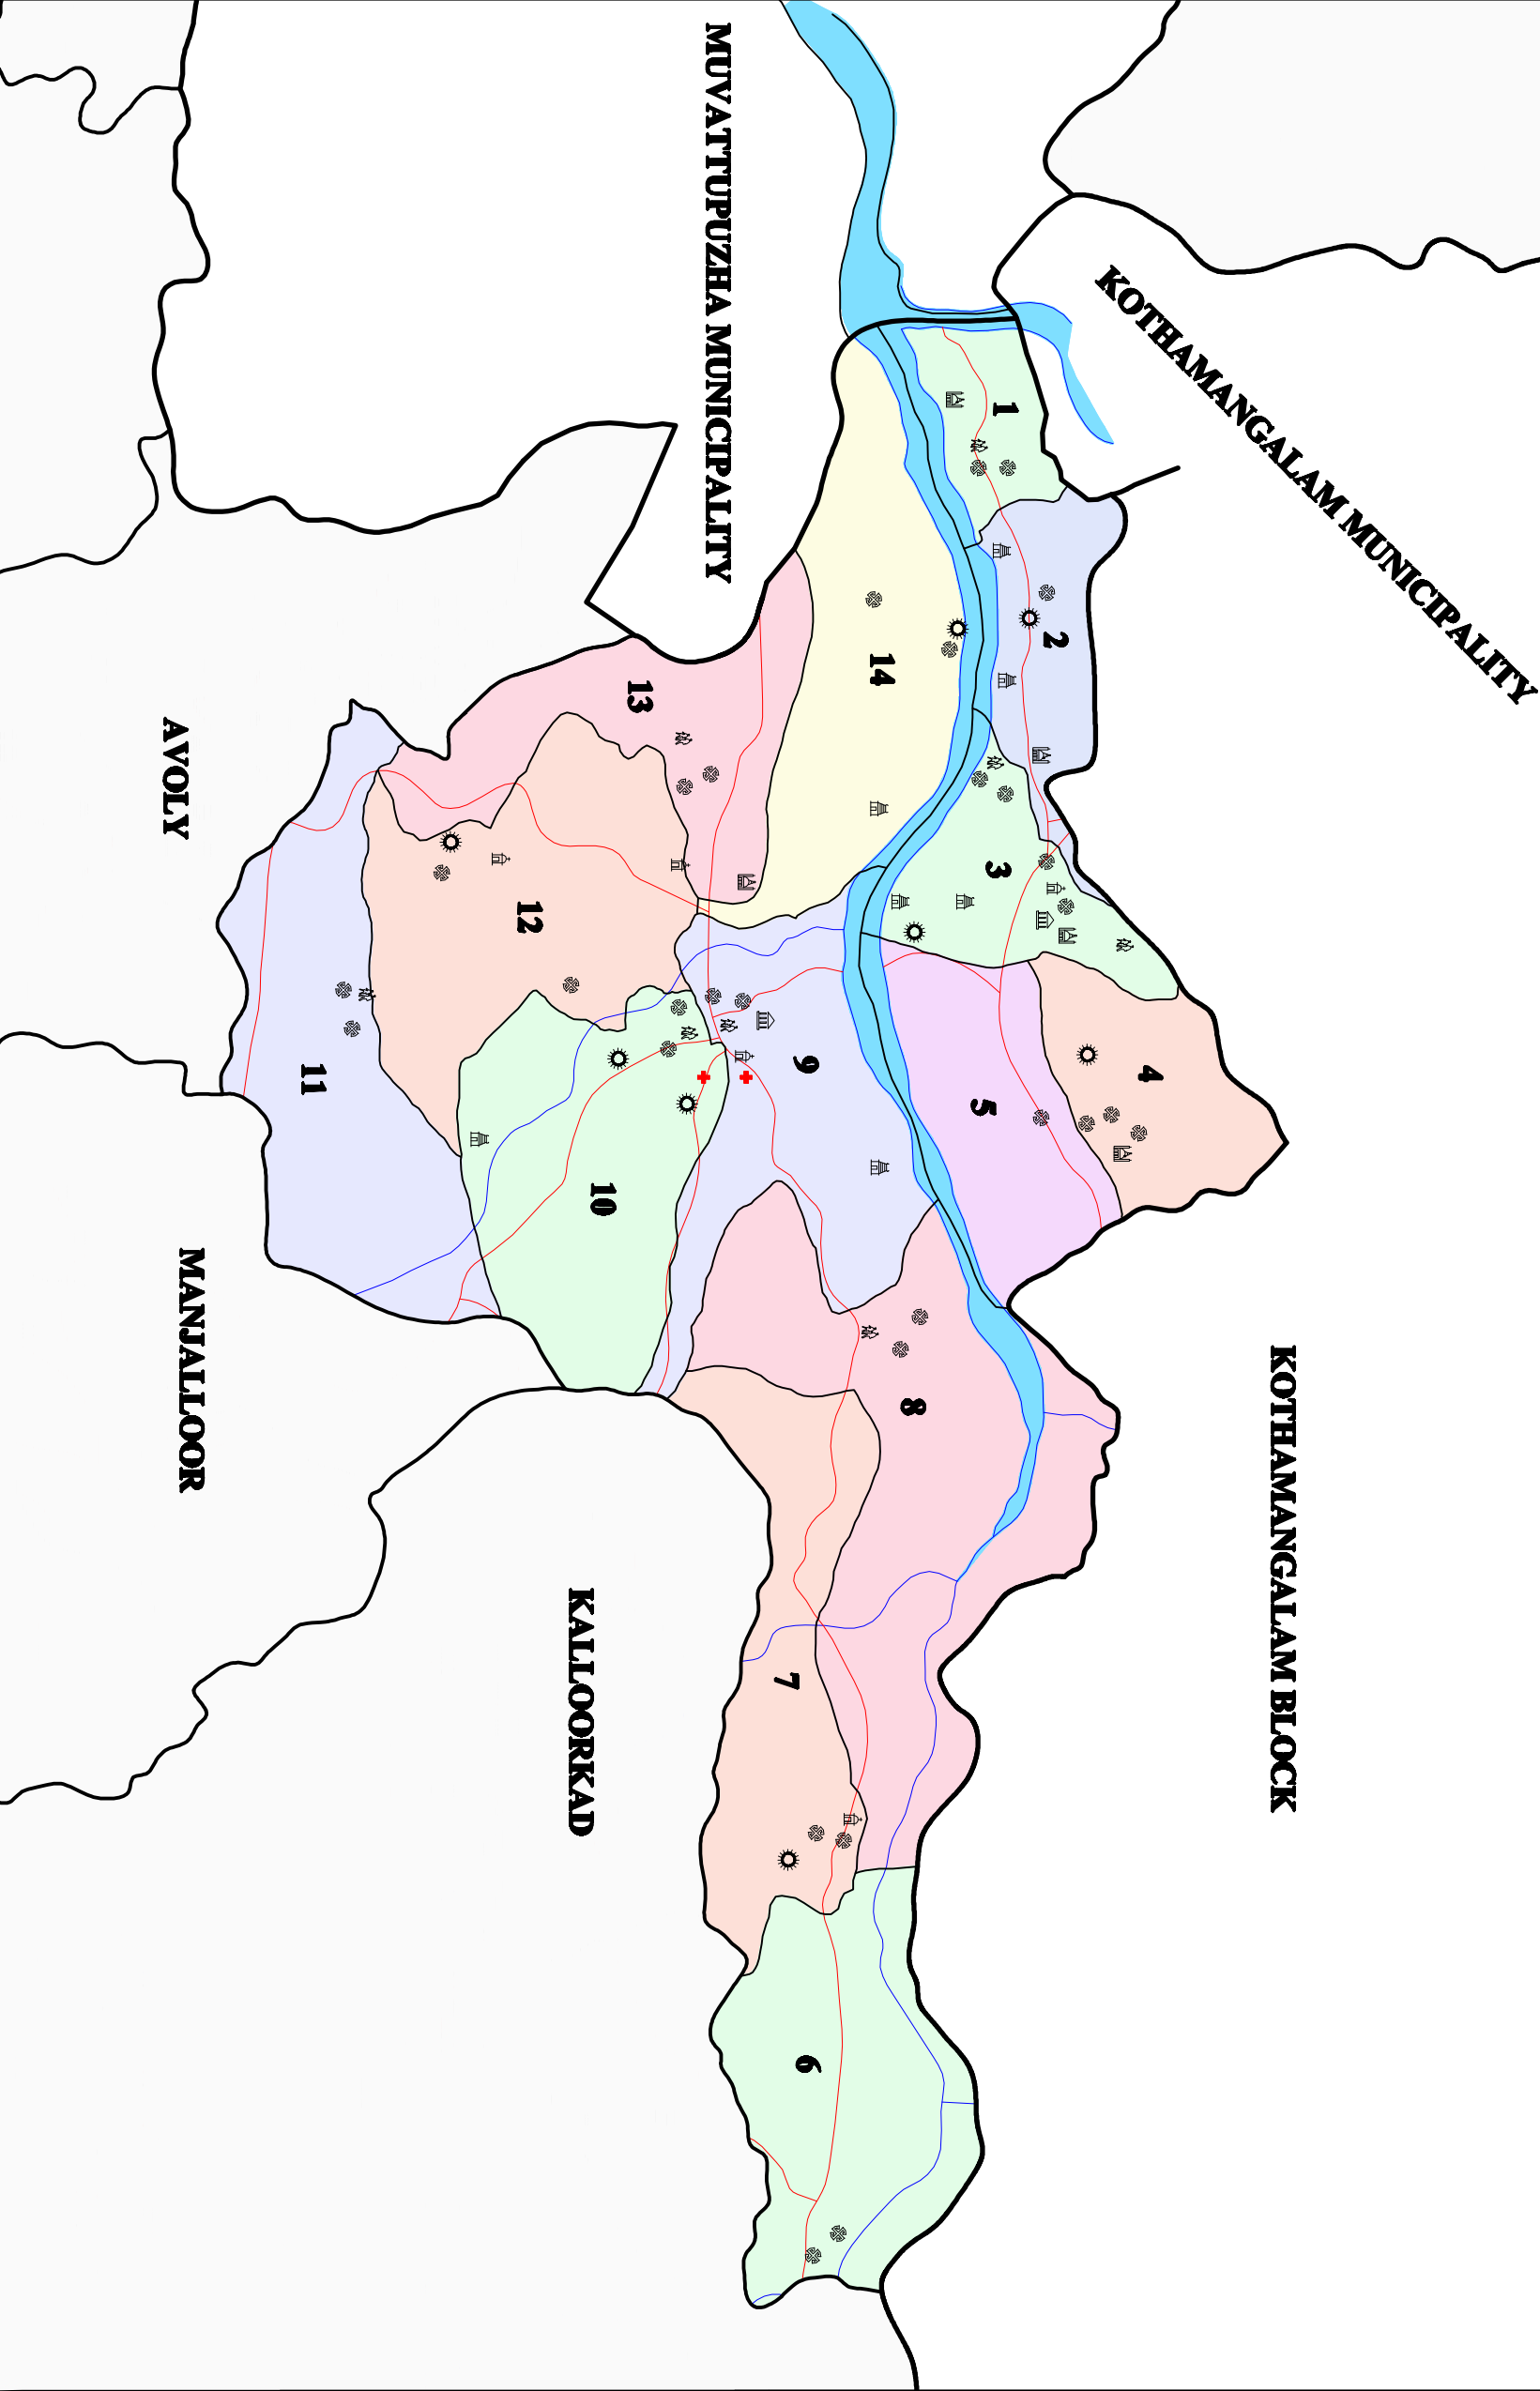 KOTHAMANGALAM MUNICIPALITY
KOTHAMANGALAM BLOCK
MUVATTUPUZHA MUNICIPALITY
KALLOORKAD
AVOLY
MANJALLOOR
1
2
3
4
5
6
7
8
9
10
11
12
13
14